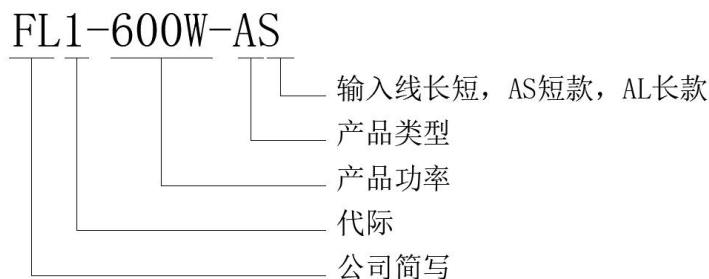 FL1-600W-AS
输入线长短，AS短款，AL长款
产品类型
产品功率
代际
公司简写